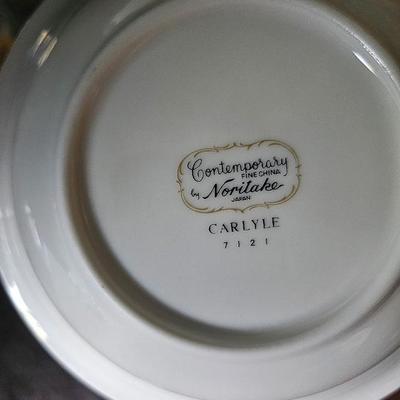 Contemporary
FINE CHINA
by Noritake
JAPAN
CARLYLE
7121